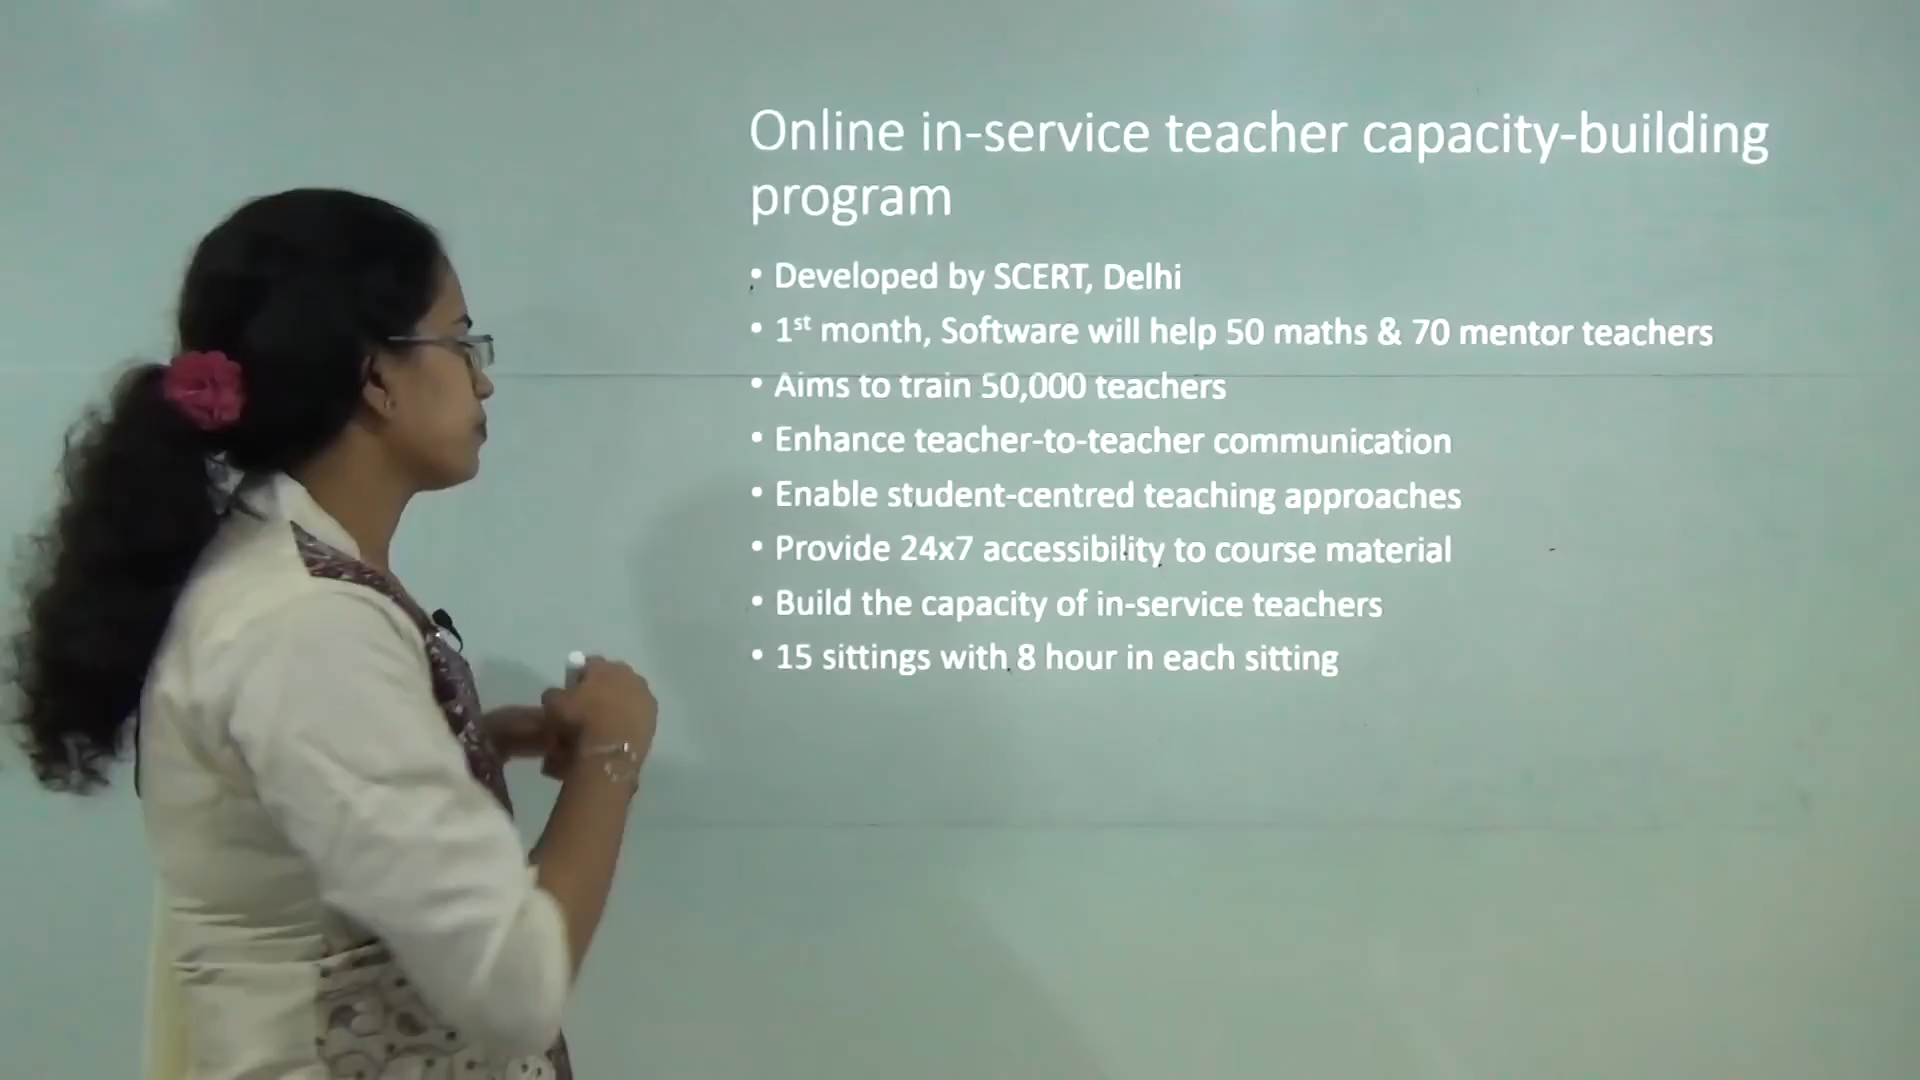 Online in-service teacher capacity-building
program
• Developed by SCERT, Delhi
• 1st month, Software will help 50 maths & 70 mentor teachers
• Aims to train 50,000 teachers
• Enhance teacher-to-teacher communication
• Enable student-centred teaching approaches
• Provide 24x7 accessibility to course material
• Build the capacity of in-service teachers
• 15 sittings with 8 hour in each sitting